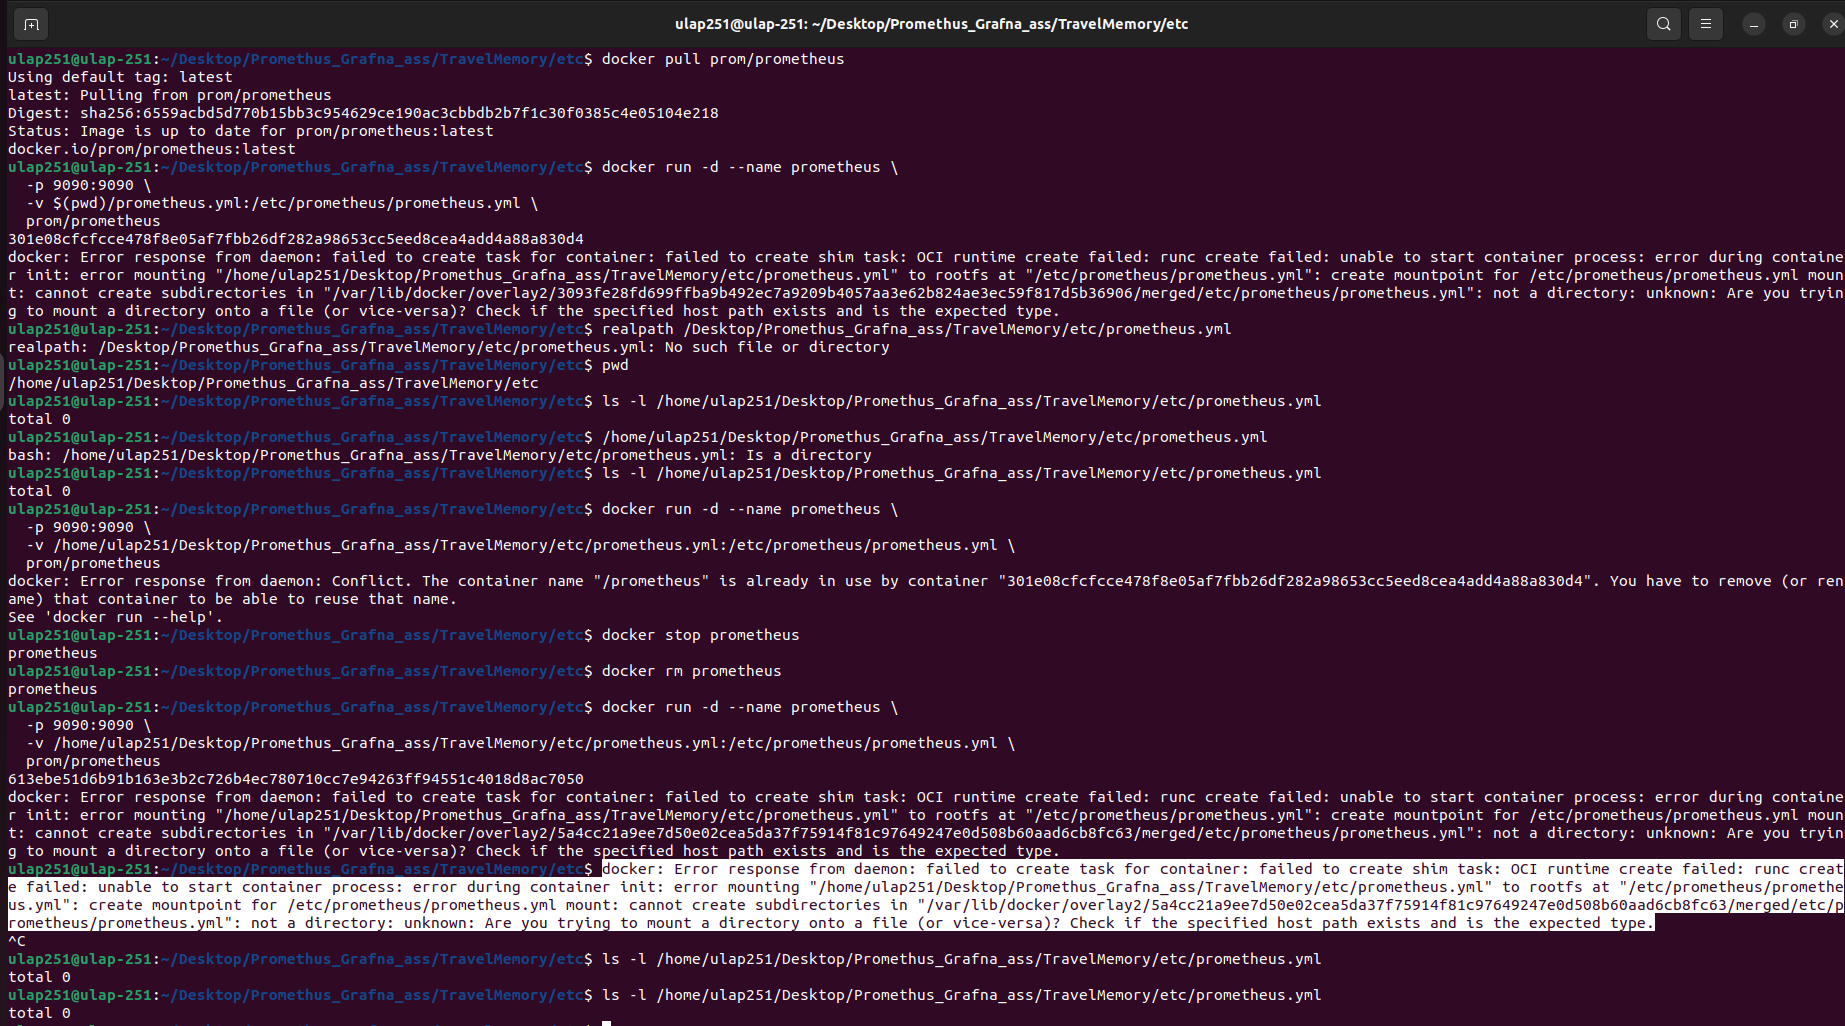 ulap251@ulap-251: ~/Desktop/Promethus_Grafna_ass/TravelMemory/etc
ulap251@ulap-251:~/Desktop/Promethus_Grafna_ass/TravelMemory/etc$ docker pull prom/prometheus
Using default tag: latest
latest: Pulling from prom/prometheus
Digest: sha256:6559acbd5d770b15bb3c954629ce190ac3cbbdb2b7f1c30f0385c4e05104e218
Status: Image is up to date for prom/prometheus:latest
docker.io/prom/prometheus:latest
ulap251@ulap-251:~/Desktop/Promethus_Grafna_ass/TravelMemory/etc$ docker run -d --name prometheus \
  -p 9090:9090 \
  -v $(pwd)/prometheus.yml:/etc/prometheus/prometheus.yml \
  prom/prometheus
301e08cfcfcce478f8e05af7fbb26df282a98653cc5eed8cea4add4a88a830d4
docker: Error response from daemon: failed to create task for container: failed to create shim task: OCI runtime create failed: runc create failed: unable to start container process: error during containe
r init: error mounting "/home/ulap251/Desktop/Promethus_Grafna_ass/TravelMemory/etc/prometheus.yml" to rootfs at "/etc/prometheus/prometheus.yml": create mountpoint for /etc/prometheus/prometheus.yml moun
t: cannot create subdirectories in "/var/lib/docker/overlay2/3093fe28fd699ffba9b492ec7a9209b4057aa3e62b824ae3ec59f817d5b36906/merged/etc/prometheus/prometheus.yml": not a directory: unknown: Are you tryin
g to mount a directory onto a file (or vice-versa)? Check if the specified host path exists and is the expected type.
ulap251@ulap-251:~/Desktop/Promethus_Grafna_ass/TravelMemory/etc$ realpath /Desktop/Promethus_Grafna_ass/TravelMemory/etc/prometheus.yml
realpath: /Desktop/Promethus_Grafna_ass/TravelMemory/etc/prometheus.yml: No such file or directory
ulap251@ulap-251:~/Desktop/Promethus_Grafna_ass/TravelMemory/etc$ pwd
/home/ulap251/Desktop/Promethus_Grafna_ass/TravelMemory/etc
ulap251@ulap-251:~/Desktop/Promethus_Grafna_ass/TravelMemory/etc$ ls -l /home/ulap251/Desktop/Promethus_Grafna_ass/TravelMemory/etc/prometheus.yml
total 0
ulap251@ulap-251:~/Desktop/Promethus_Grafna_ass/TravelMemory/etc$ /home/ulap251/Desktop/Promethus_Grafna_ass/TravelMemory/etc/prometheus.yml
bash: /home/ulap251/Desktop/Promethus_Grafna_ass/TravelMemory/etc/prometheus.yml: Is a directory
ulap251@ulap-251:~/Desktop/Promethus_Grafna_ass/TravelMemory/etc$ ls -l /home/ulap251/Desktop/Promethus_Grafna_ass/TravelMemory/etc/prometheus.yml
total 0
ulap251@ulap-251:~/Desktop/Promethus_Grafna_ass/TravelMemory/etc$ docker run -d --name prometheus \
  -p 9090:9090 \
  -v /home/ulap251/Desktop/Promethus_Grafna_ass/TravelMemory/etc/prometheus.yml:/etc/prometheus/prometheus.yml \
  prom/prometheus
docker: Error response from daemon: Conflict. The container name "/prometheus" is already in use by container "301e08cfcfcce478f8e05af7fbb26df282a98653cc5eed8cea4add4a88a830d4". You have to remove (or ren
ame) that container to be able to reuse that name.
See 'docker run --help'.
ulap251@ulap-251:~/Desktop/Promethus_Grafna_ass/TravelMemory/etc$ docker stop prometheus
prometheus
ulap251@ulap-251:~/Desktop/Promethus_Grafna_ass/TravelMemory/etc$ docker rm prometheus
prometheus
ulap251@ulap-251:~/Desktop/Promethus_Grafna_ass/TravelMemory/etc$ docker run -d --name prometheus \
  -p 9090:9090 \
  -v /home/ulap251/Desktop/Promethus_Grafna_ass/TravelMemory/etc/prometheus.yml:/etc/prometheus/prometheus.yml \
  prom/prometheus
613ebe51d6b91b163e3b2c726b4ec780710cc7e94263ff94551c4018d8ac7050
docker: Error response from daemon: failed to create task for container: failed to create shim task: OCI runtime create failed: runc create failed: unable to start container process: error during containe
r init: error mounting "/home/ulap251/Desktop/Promethus_Grafna_ass/TravelMemory/etc/prometheus.yml" to rootfs at "/etc/prometheus/prometheus.yml": create mountpoint for /etc/prometheus/prometheus.yml moun
t: cannot create subdirectories in "/var/lib/docker/overlay2/5a4cc21a9ee7d50e02cea5da37f75914f81c97649247e0d508b60aad6cb8fc63/merged/etc/prometheus/prometheus.yml": not a directory: unknown: Are you tryin
g to mount a directory onto a file (or vice-versa)? Check if the specified host path exists and is the expected type.
ulap251@ulap-251:~/Desktop/Promethus_Grafna_ass/TravelMemory/etc$ docker: Error response from daemon: failed to create task for container: failed to create shim task: OCI runtime create failed: runc creat
e failed: unable to start container process: error during container init: error mounting "/home/ulap251/Desktop/Promethus_Grafna_ass/TravelMemory/etc/prometheus.yml" to rootfs at "/etc/prometheus/promethe
us.yml": create mountpoint for /etc/prometheus/prometheus.yml mount: cannot create subdirectories in "/var/lib/docker/overlay2/5a4cc21a9ee7d50e02cea5da37f75914f81c97649247e0d508b60aad6cb8fc63/merged/etc/p
rometheus/prometheus.yml": not a directory: unknown: Are you trying to mount a directory onto a file (or vice-versa)? Check if the specified host path exists and is the expected type.
^C
ulap251@ulap-251:~/Desktop/Promethus_Grafna_ass/TravelMemory/etc$ ls -l /home/ulap251/Desktop/Promethus_Grafna_ass/TravelMemory/etc/prometheus.yml
total 0
ulap251@ulap-251:~/Desktop/Promethus_Grafna_ass/TravelMemory/etc$ ls -l /home/ulap251/Desktop/Promethus_Grafna_ass/TravelMemory/etc/prometheus.yml
total 0